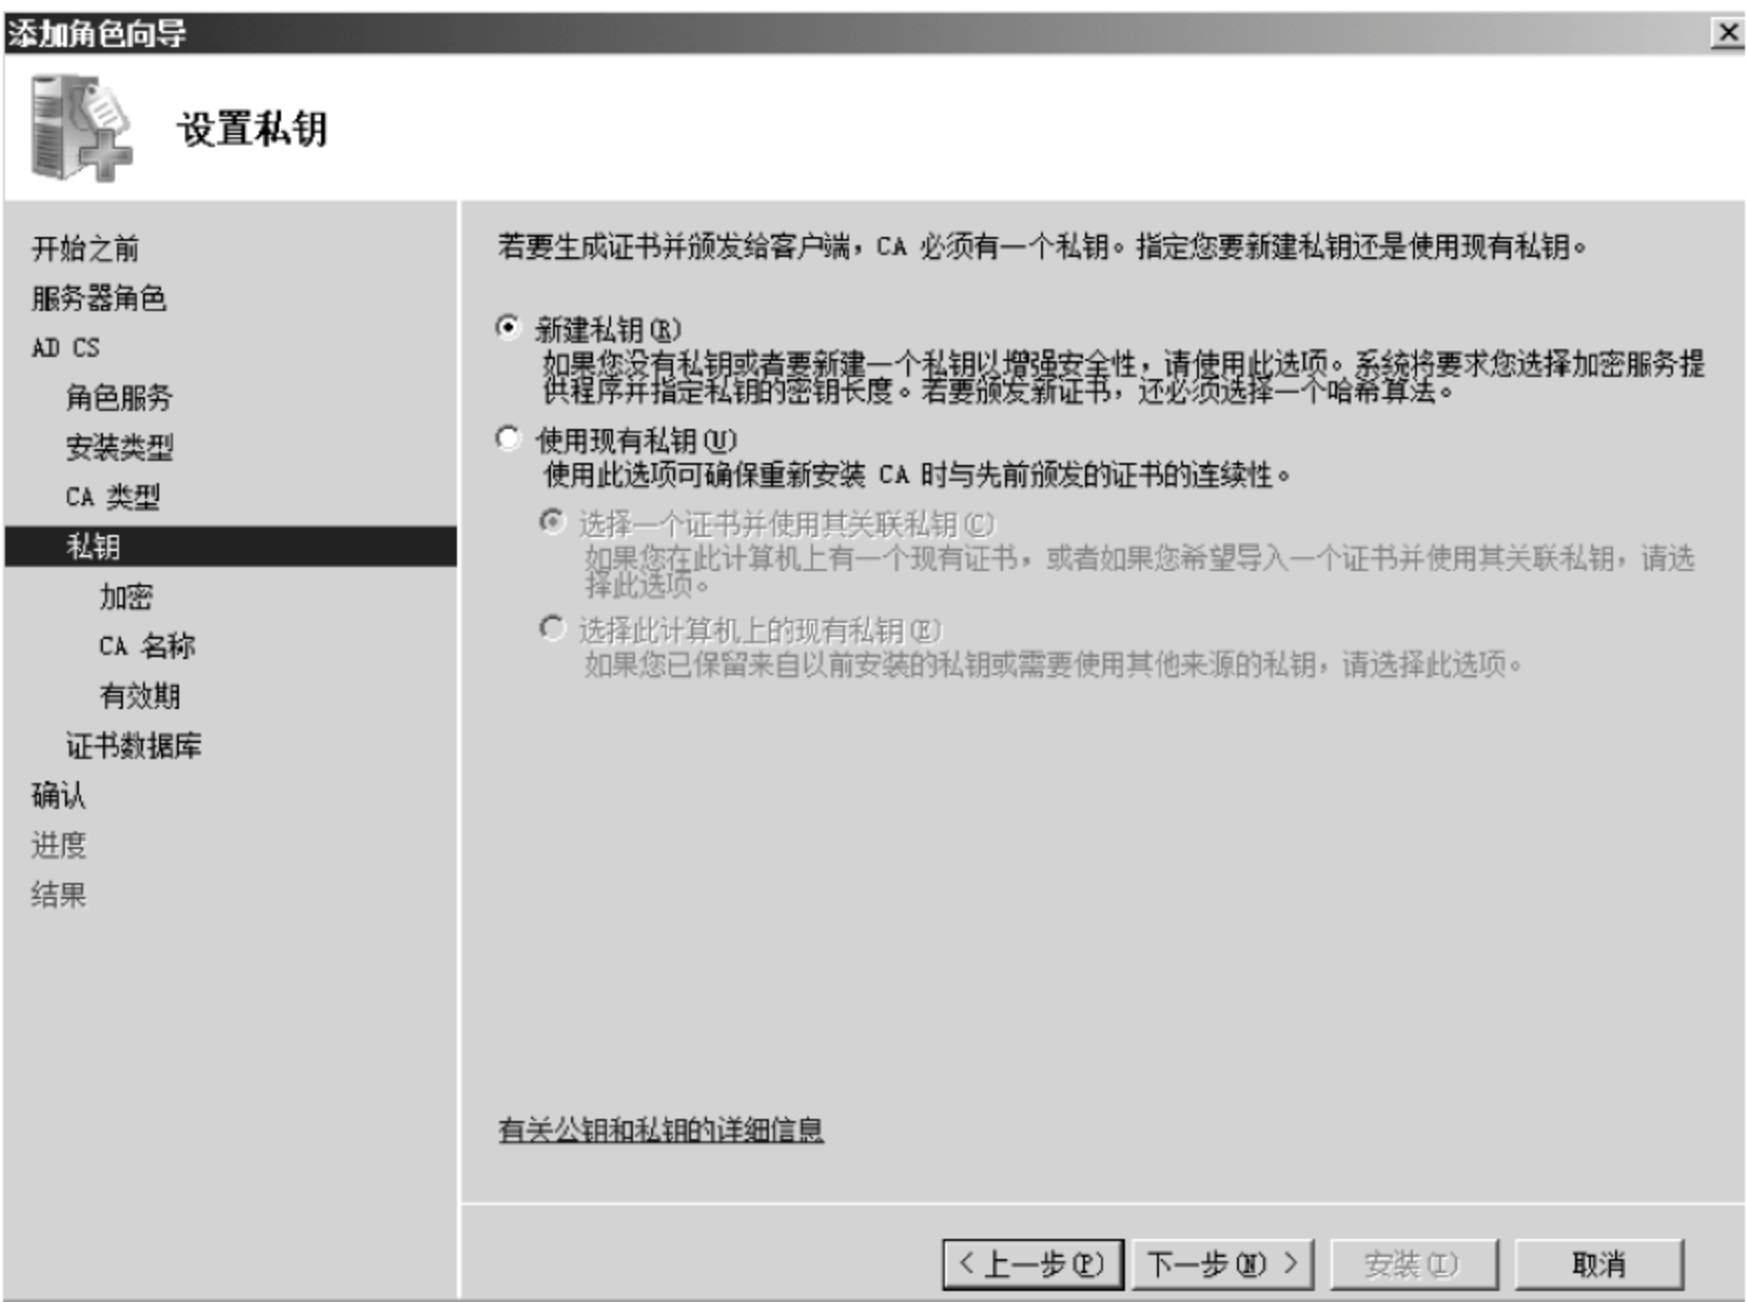 添加角色向导
设置私钥
开始之前
服务器角色
AD CS
角色服务
安装类型
CA 类型
私钥
加密
CA 名称
有效期
证书数据库
确认
进度
结果
若要生成证书并颁发给客户端，CA 必须有一个私钥。指定您要新建私钥还是使用现有私钥。
新建私钥(R)
如果您没有私钥或者要新建一个私钥以增强安全性，请使用此选项。系统将要求您选择加密服务提
供程序并指定私钥的密钥长度。若要颁发新证书，还必须选择一个哈希算法。
使用现有私钥(U)
使用此选项可确保重新安装 CA 时与先前颁发的证书的连续性。
选择一个证书并使用其关联私钥(C)
如果您在此计算机上有一个现有证书，或者如果您希望导入一个证书并使用其关联私钥，请选
择此选项。
选择此计算机上的现有私钥(E)
如果您已保留来自以前安装的私钥或需要使用其他来源的私钥，请选择此选项。
有关公钥和私钥的详细信息
< 上一步(P)
下一步(N) >
安装(I)
取消